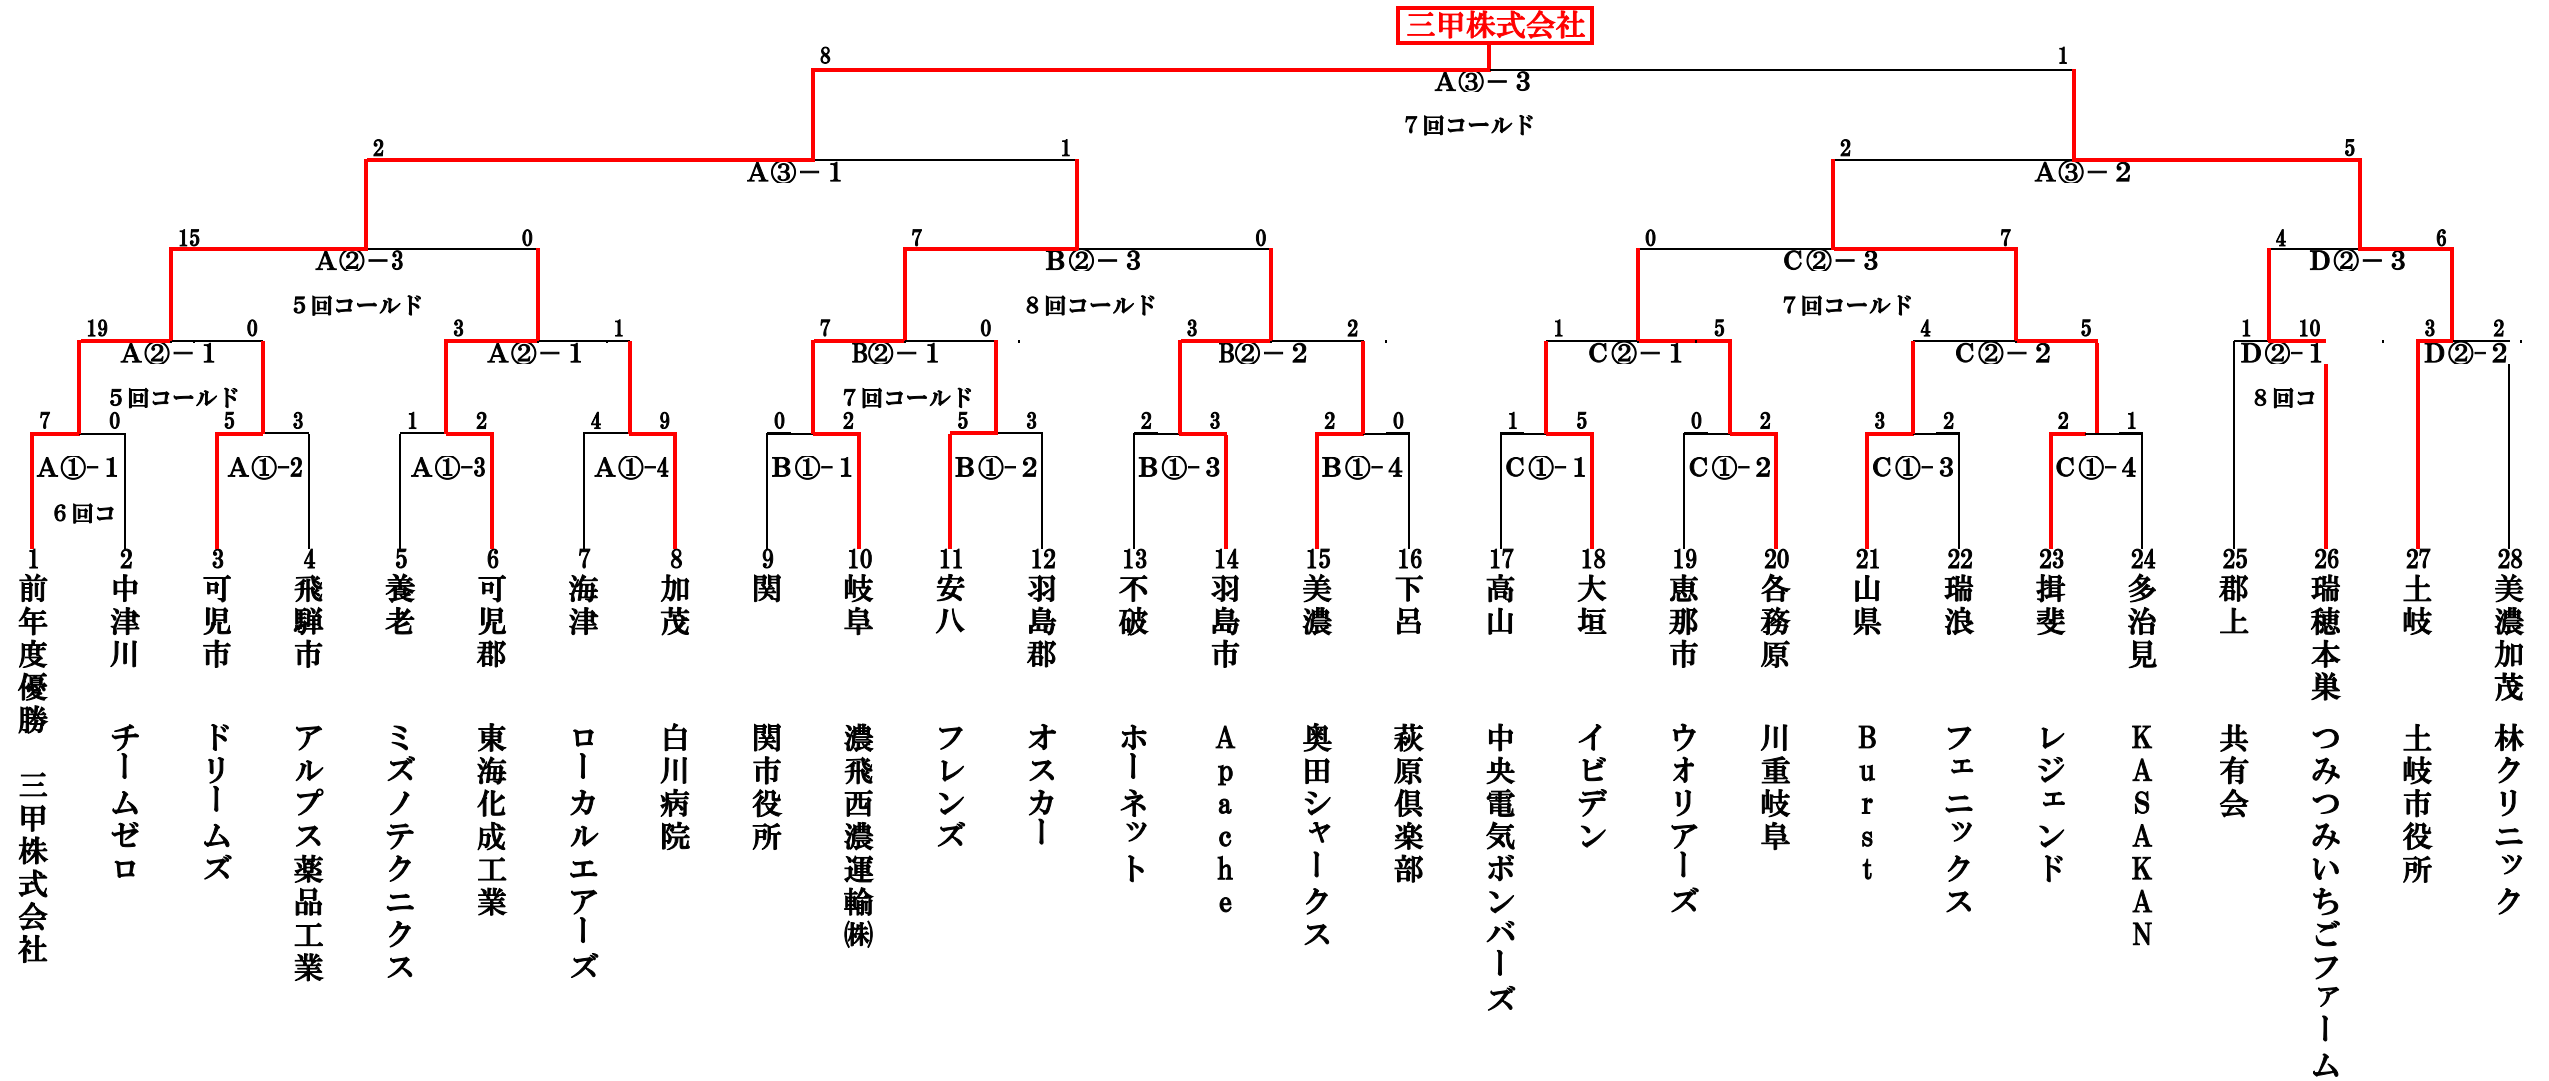 三甲株式会社
8 1
A③－3
7回コールド
2 1 2 5
A③－1 A③－2
15 0 7 0 0 7 4 6
A②－3 B②－3 C②－3 D②－3
5回コールド 8回コールド 7回コールド
19 0 3 1 7 0 3 2 1 5 4 5 1 10 3 2
A②－1 A②－1 B②－1 B②－2 C②－1 C②－2 D②-1 D②-2
5回コールド 7回コールド 8回コ
7 0 5 3 1 2 4 9 0 2 5 3 2 3 2 0 1 5 0 2 3 2 2 1
A①-1 A①-2 A①-3 A①-4 B①-1 B①-2 B①-3 B①-4 C①-1 C①-2 C①-3 C①-4
6回コ
1 前年度優勝 三甲株式会社
2 中津川 チームゼロ
3 可児市 ドリームズ
4 飛騨市 アルプス薬品工業
5 養老 ミズノテクニクス
6 可児郡 東海化成工業
7 海津 ローカルエアーズ
8 加茂 白川病院
9 関 関市役所
10 岐阜 濃飛西濃運輸㈱
11 安八 フレンズ
12 羽島郡 オスカー
13 不破 ホーネット
14 羽島市 Apache
15 美濃 奥田シャークス
16 下呂 萩原倶楽部
17 高山 中央電気ボンバーズ
18 大垣 イビデン
19 恵那市 ウォリアーズ
20 各務原 川重岐阜
21 山県 Burst
22 瑞浪 フェニックス
23 揖斐 レジェンド
24 多治見 KASAKAN
25 郡上 共有会
26 瑞穂本巣 つみつみいちごファーム
27 土岐 土岐市役所
28 美濃加茂 林クリニック